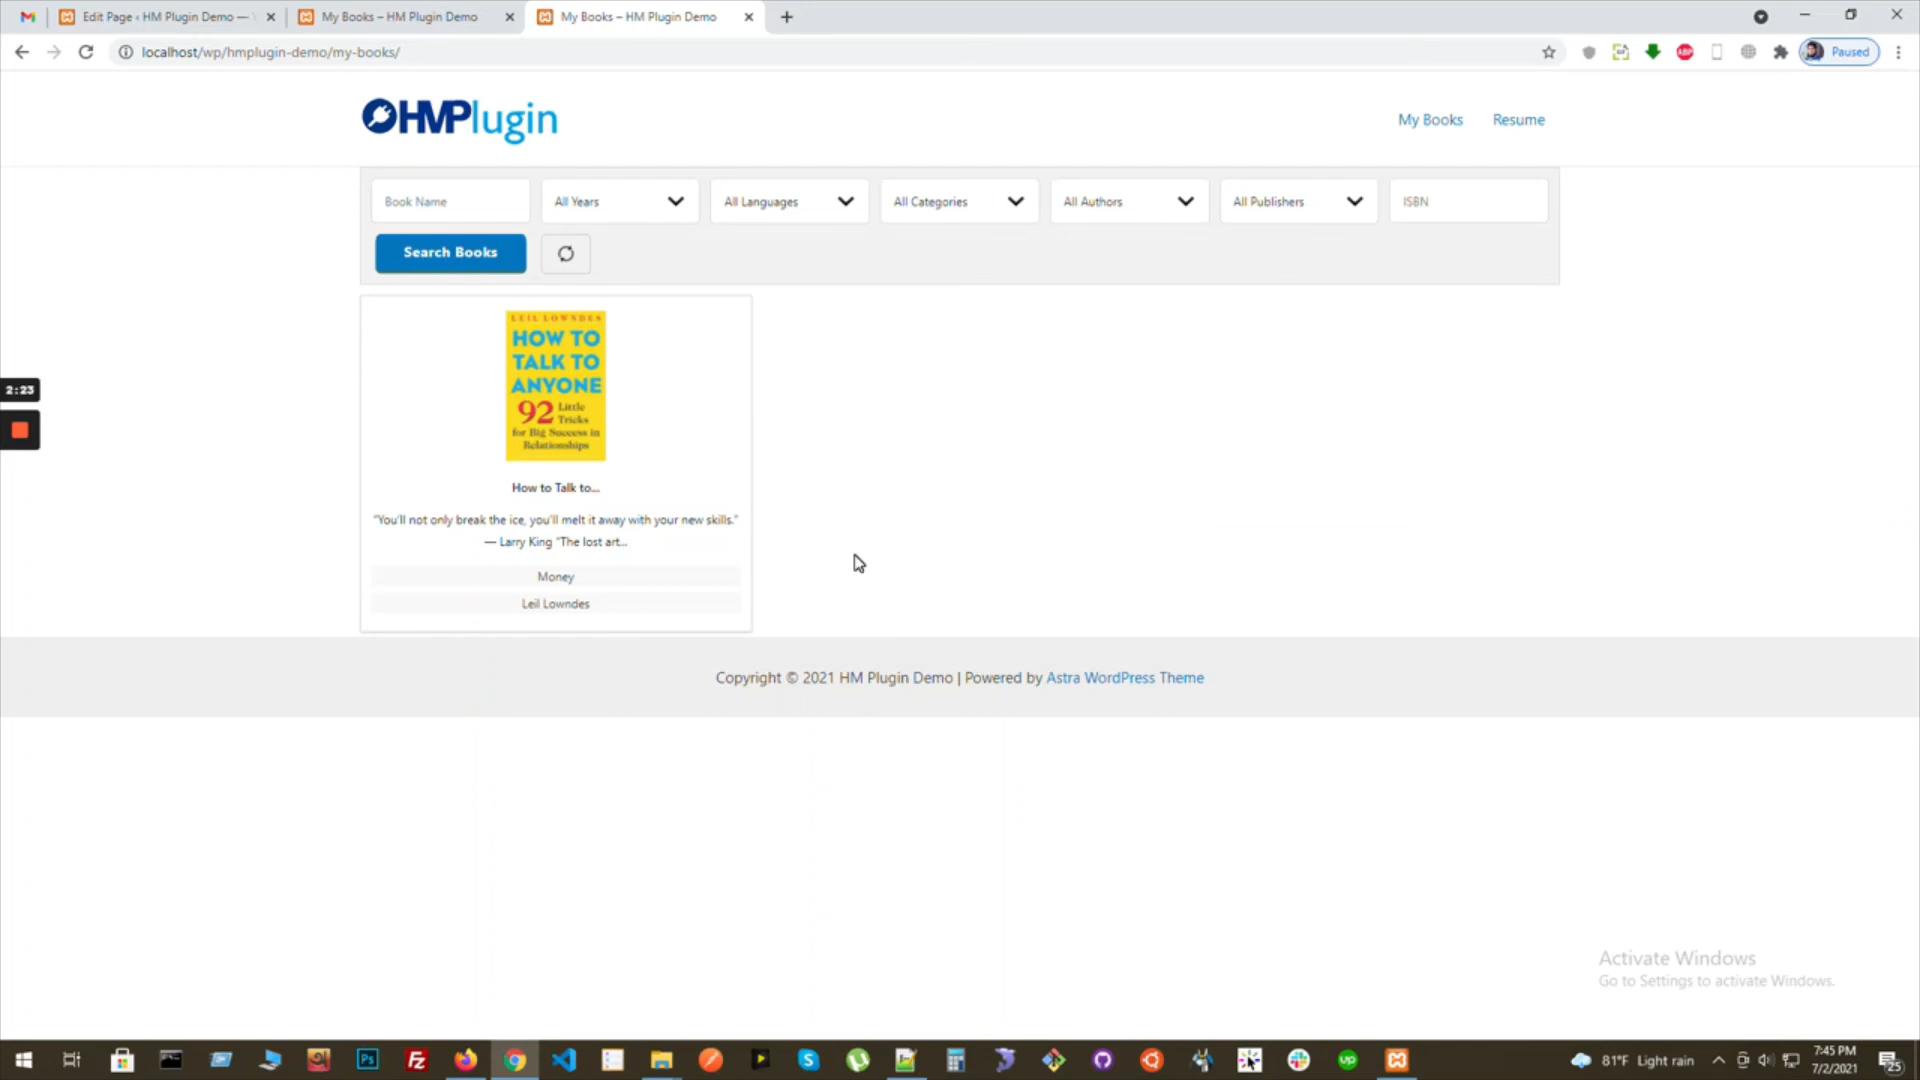 Edit Page ‹ HM Plugin Demo —
My Books – HM Plugin Demo
My Books – HM Plugin Demo
localhost/wp/hmplugin-demo/my-books/
ABP
Paused
HMPlugin
My Books
Resume
Book Name
All Years
All Languages
All Categories
All Authors
All Publishers
ISBN
Search Books
2:23
LEIL LOWNDES
HOW TO
TALK TO
ANYONE
92 Little
Tricks
for Big Success in
Relationships
How to Talk to...
“You’ll not only break the ice, you’ll melt it away with your new skills.”
— Larry King “The lost art...
Money
Leil Lowndes
Copyright © 2021 HM Plugin Demo | Powered by Astra WordPress Theme
Activate Windows
Go to Settings to activate Windows.
Ps
Fz
S
up
81°F Light rain
7:45 PM
7/2/2021
25